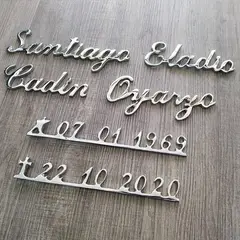 Santiago Eladio
Cadin Oyarzo
★ 07 01 1969
✝ 22 10 2020